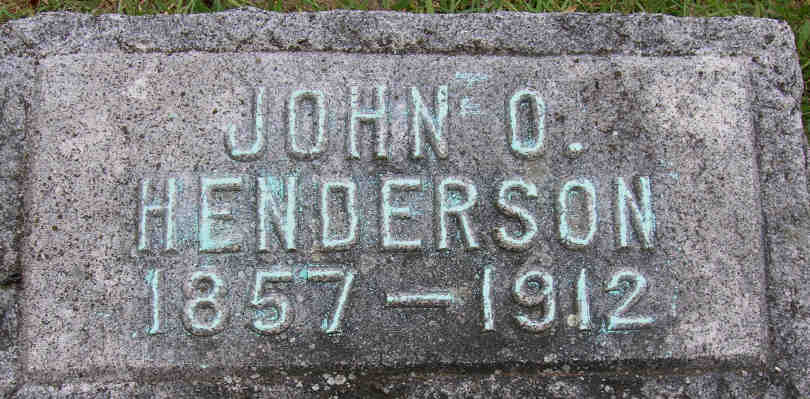 JOHN O.
HENDERSON
1857-1912